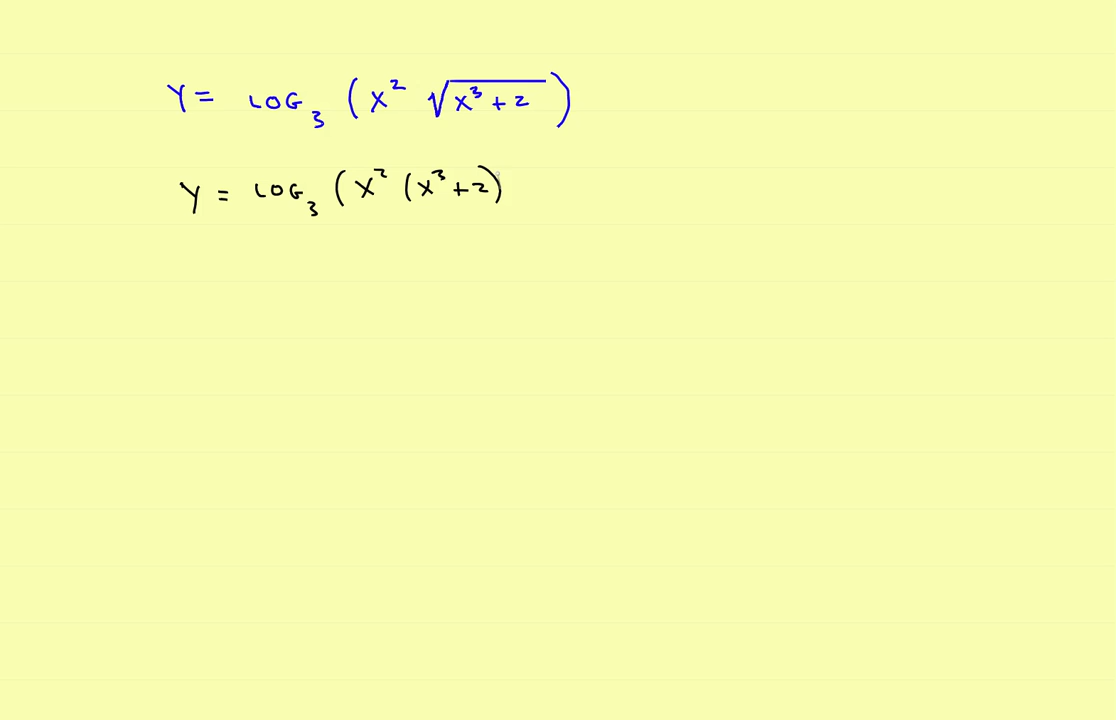 Y = LOG₃ (X² √(X³ + 2))
Y = LOG₃ (X² (X³ + 2)